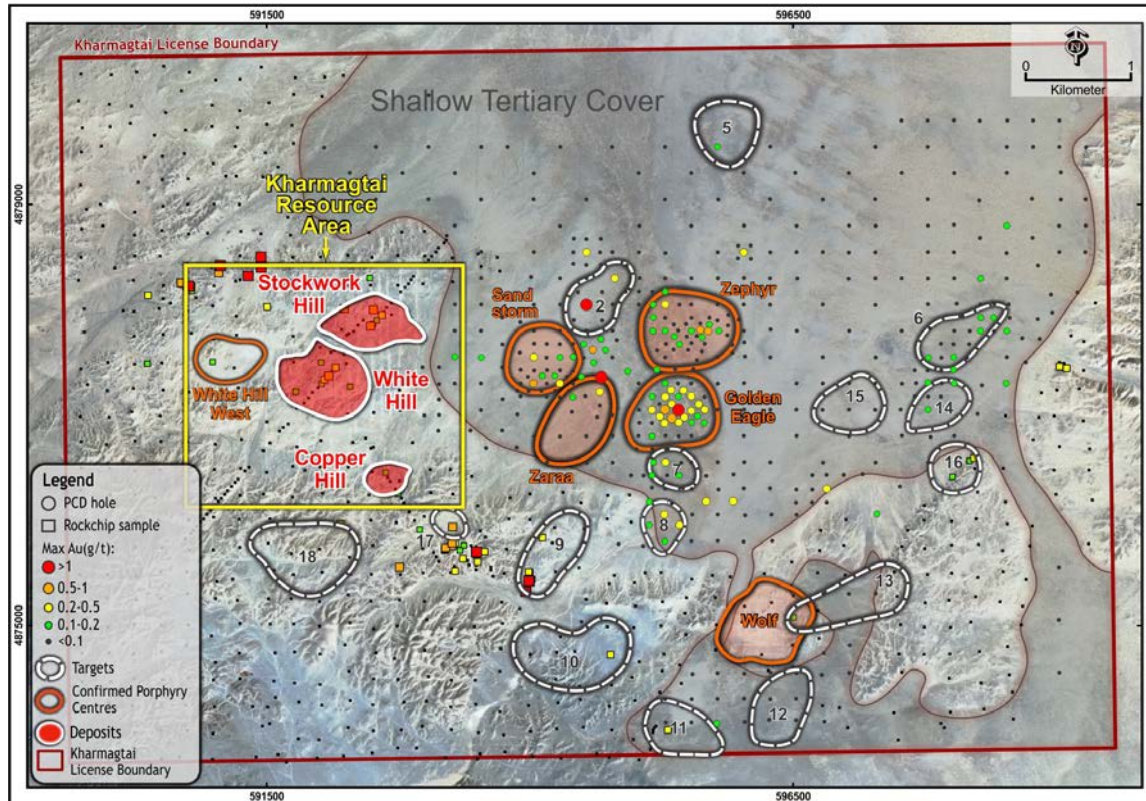 591500
596500
Kharmagtai License Boundary
N
0 1
Kilometer
Shallow Tertiary Cover
5
4879000
4879000
Kharmagtai
Resource
Area
Stockwork
Hill
Sand
storm
2
Zephyr
6
White Hill
West
White
Hill
Golden
Eagle
15
14
Copper
Hill
Zaraa
7
16
17
8
18
9
13
Wolf
4875000
4875000
10
11
12
Legend
PCD hole
Rockchip sample
Max Au(g/t):
>1
0.5-1
0.2-0.5
0.1-0.2
<0.1
Targets
Confirmed Porphyry
Centres
Deposits
Kharmagtai
License Boundary
591500
596500